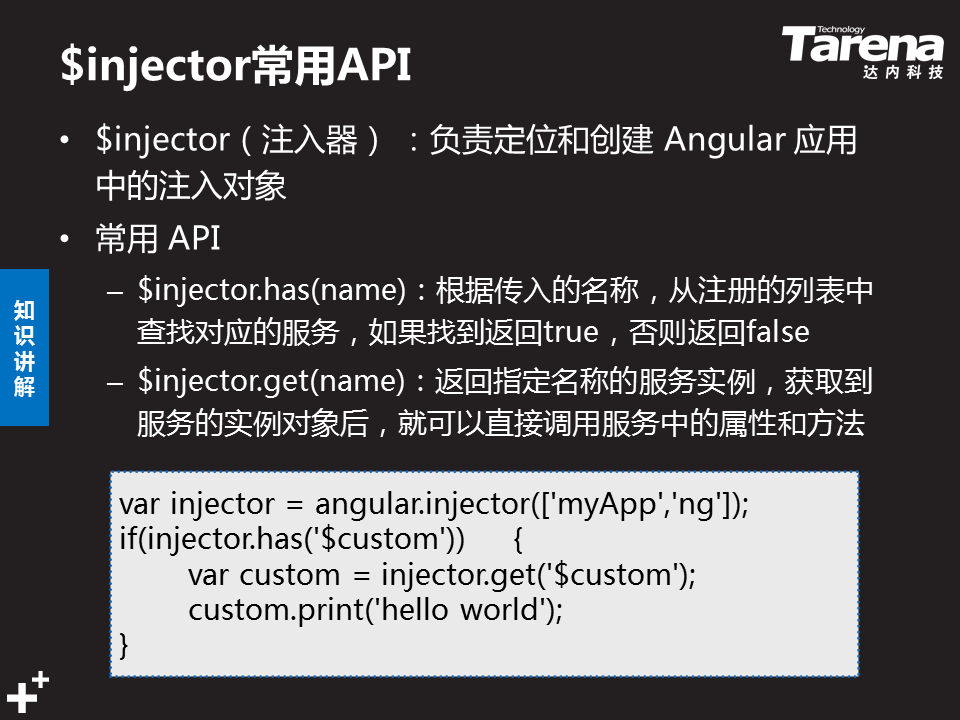 $injector常用API
Technology
Tarena
达内科技
• $injector（注入器） ：负责定位和创建 Angular 应用
中的注入对象
• 常用 API
– $injector.has(name)：根据传入的名称，从注册的列表中
查找对应的服务，如果找到返回true，否则返回false
– $injector.get(name)：返回指定名称的服务实例，获取到
服务的实例对象后，就可以直接调用服务中的属性和方法
知
识
讲
解
var injector = angular.injector(['myApp','ng']);
if(injector.has('$custom')) {
var custom = injector.get('$custom');
custom.print('hello world');
}